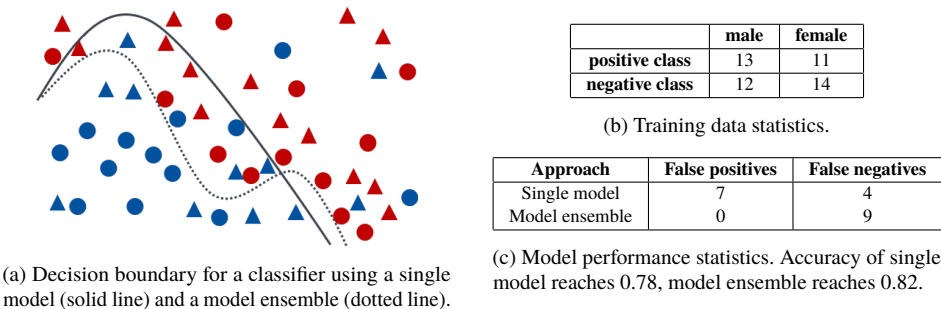 male female
positive class 13 11
negative class 12 14
(b) Training data statistics.
Approach False positives False negatives
Single model 7 4
Model ensemble 0 9
(c) Model performance statistics. Accuracy of single
model reaches 0.78, model ensemble reaches 0.82.
(a) Decision boundary for a classifier using a single
model (solid line) and a model ensemble (dotted line).